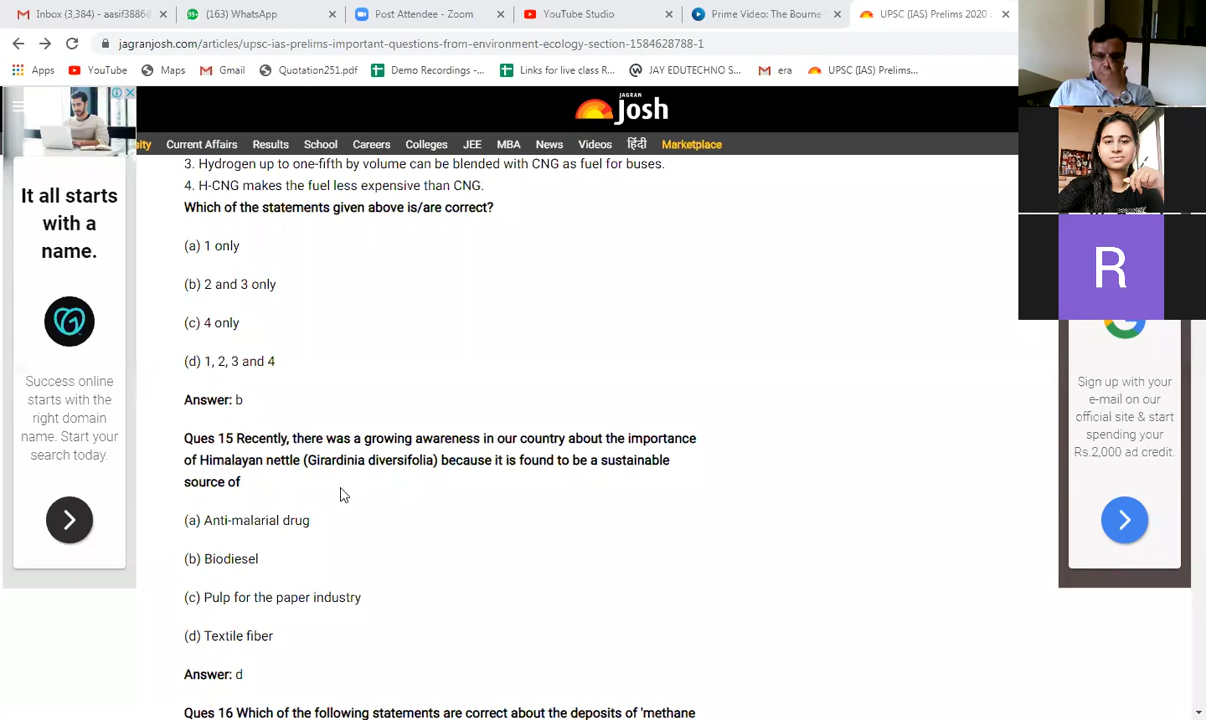 Inbox (3,384) - aasif3886@
(163) WhatsApp
Post Attendee - Zoom
YouTube Studio
Prime Video: The Bourne
UPSC (IAS) Prelims 2020
jagranjosh.com/articles/upsc-ias-prelims-important-questions-from-environment-ecology-section-1584628788-1
Apps
YouTube
Maps
Gmail
Quotation251.pdf
Demo Recordings -...
Links for live class R...
JAY EDUTECHNO S...
era
UPSC (IAS) Prelims...
JAGRAN
Josh
sity
Current Affairs
Results
School
Careers
Colleges
JEE
MBA
News
Videos
हिंदी
Marketplace
3. Hydrogen up to one-fifth by volume can be blended with CNG as fuel for buses.
4. H-CNG makes the fuel less expensive than CNG.
Which of the statements given above is/are correct?
(a) 1 only
(b) 2 and 3 only
(c) 4 only
(d) 1, 2, 3 and 4
Answer: b
Ques 15 Recently, there was a growing awareness in our country about the importance
of Himalayan nettle (Girardinia diversifolia) because it is found to be a sustainable
source of
(a) Anti-malarial drug
(b) Biodiesel
(c) Pulp for the paper industry
(d) Textile fiber
Answer: d
Ques 16 Which of the following statements are correct about the deposits of 'methane
It all starts
with a
name.
Success online
starts with the
right domain
name. Start your
search today.
R
Sign up with your
e-mail on our
official site & start
spending your
Rs.2,000 ad credit.